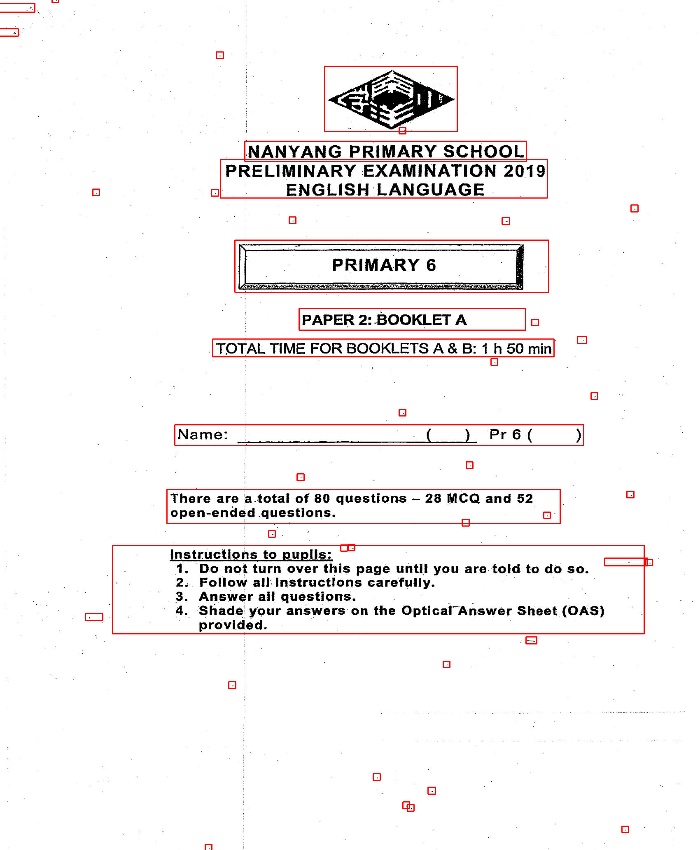 NANYANG PRIMARY SCHOOL
PRELIMINARY EXAMINATION 2019
ENGLISH LANGUAGE
PRIMARY 6
PAPER 2: BOOKLET A
TOTAL TIME FOR BOOKLETS A & B: 1 h 50 min
Name: ______________________ ( ) Pr 6 ( )
There are a total of 80 questions – 28 MCQ and 52
open-ended questions.
Instructions to pupils:
1. Do not turn over this page until you are told to do so.
2. Follow all instructions carefully.
3. Answer all questions.
4. Shade your answers on the Optical Answer Sheet (OAS)
provided.